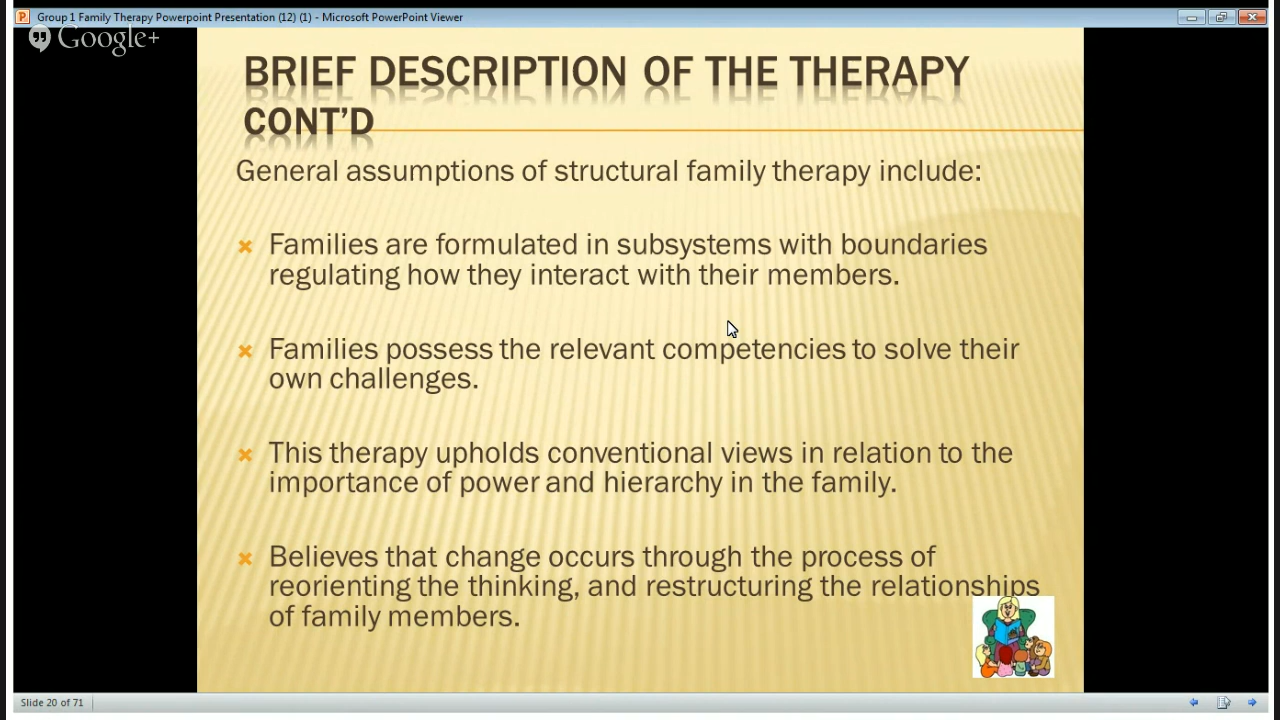 Group 1 Family Therapy Powerpoint Presentation (12) (1) - Microsoft PowerPoint Viewer
Google+
BRIEF DESCRIPTION OF THE THERAPY
CONT'D
General assumptions of structural family therapy include:
Families are formulated in subsystems with boundaries
regulating how they interact with their members.
Families possess the relevant competencies to solve their
own challenges.
This therapy upholds conventional views in relation to the
importance of power and hierarchy in the family.
Believes that change occurs through the process of
reorienting the thinking, and restructuring the relationships
of family members.
Slide 20 of 71